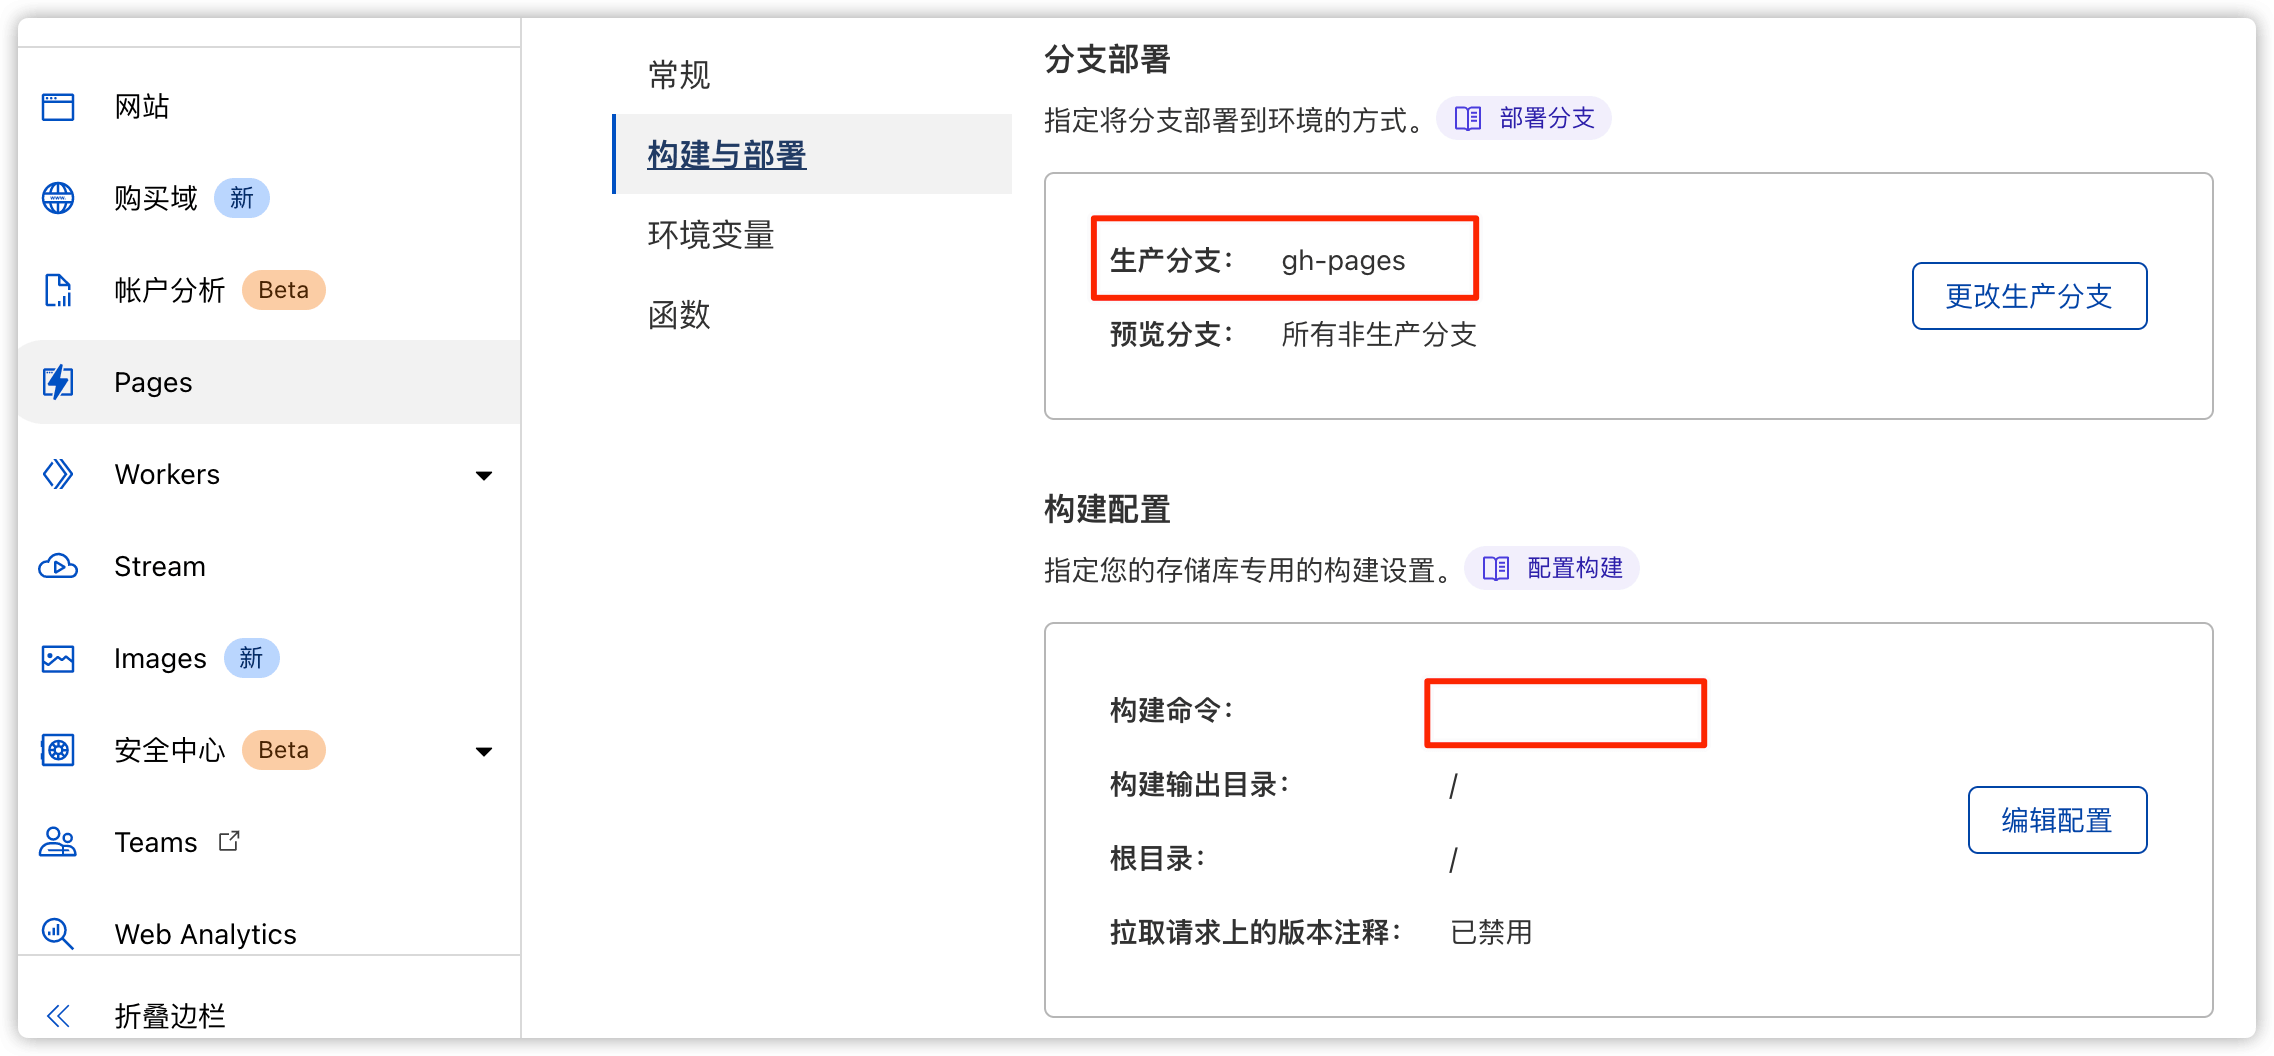 网站
购买域 新
帐户分析 Beta
Pages
Workers
Stream
Images 新
安全中心 Beta
Teams
Web Analytics
折叠边栏
常规
构建与部署
环境变量
函数
分支部署
指定将分支部署到环境的方式。 部署分支
生产分支： gh-pages
预览分支： 所有非生产分支
更改生产分支
构建配置
指定您的存储库专用的构建设置。 配置构建
构建命令：
构建输出目录： /
根目录： /
拉取请求上的版本注释： 已禁用
编辑配置